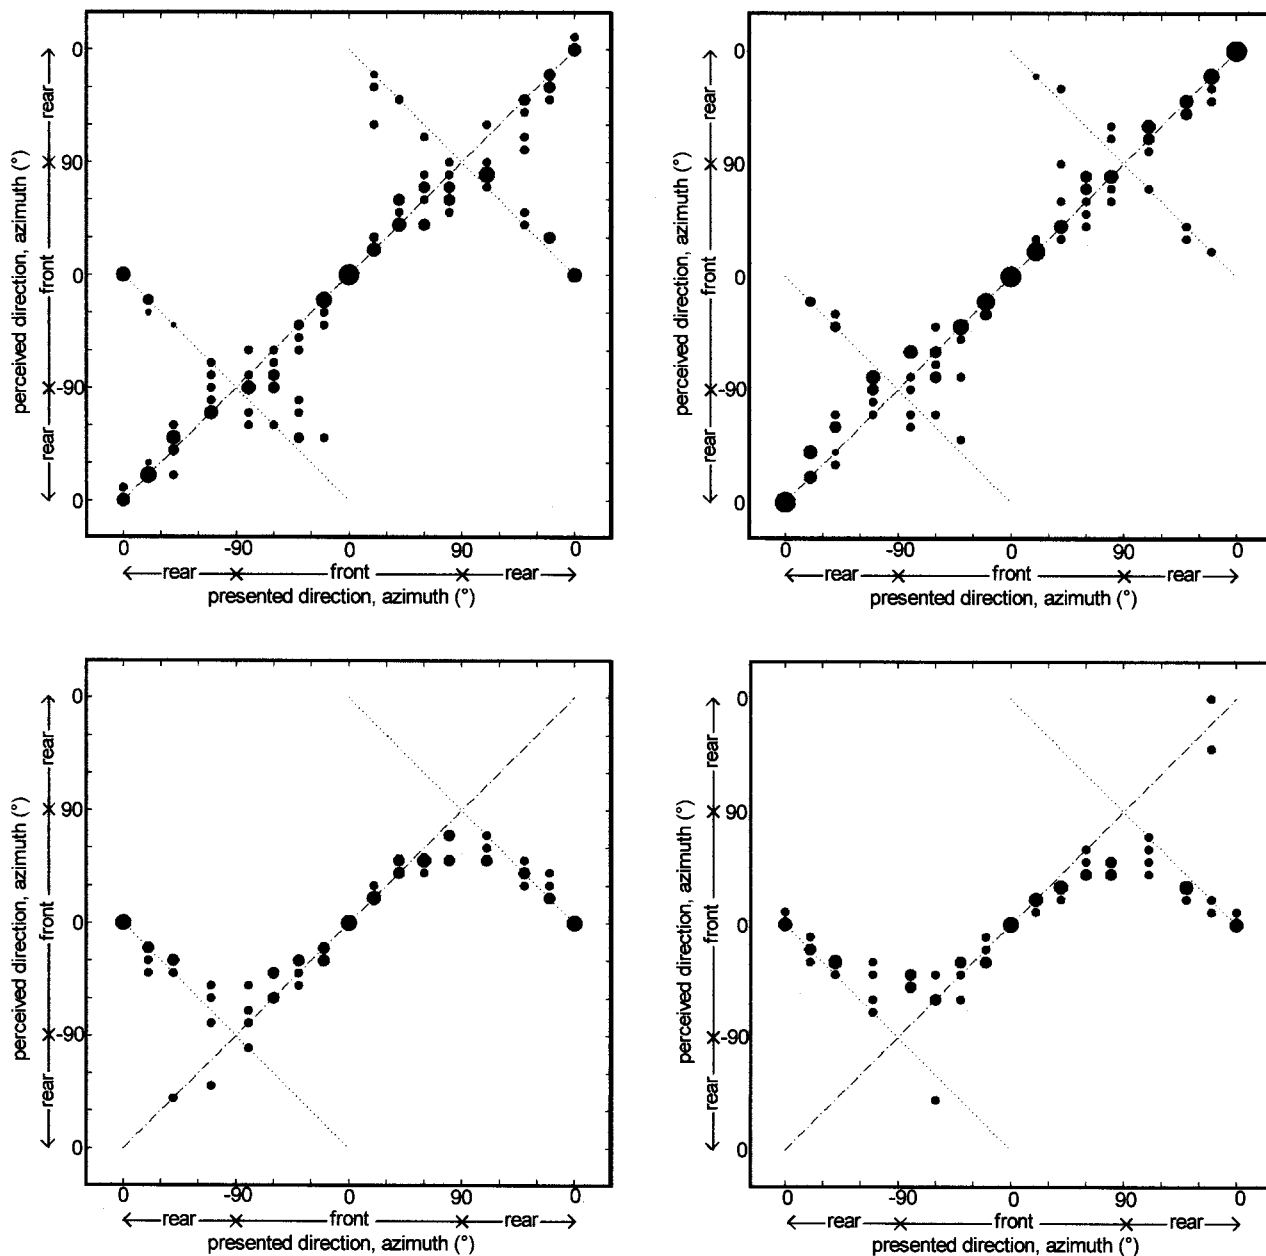 0
rear
90
front
-90
rear
0
perceived direction, azimuth (°)
0 -90 0 90 0
rear front rear
presented direction, azimuth (°)
0
rear
90
front
-90
rear
0
perceived direction, azimuth (°)
0 -90 0 90 0
rear front rear
presented direction, azimuth (°)
0
rear
90
front
0
-90
rear
0
perceived direction, azimuth (°)
0 -90 0 90 0
rear front rear
presented direction, azimuth (°)
0
rear
90
front
0
-90
rear
0
perceived direction, azimuth (°)
0 -90 0 90 0
rear front rear
presented direction, azimuth (°)